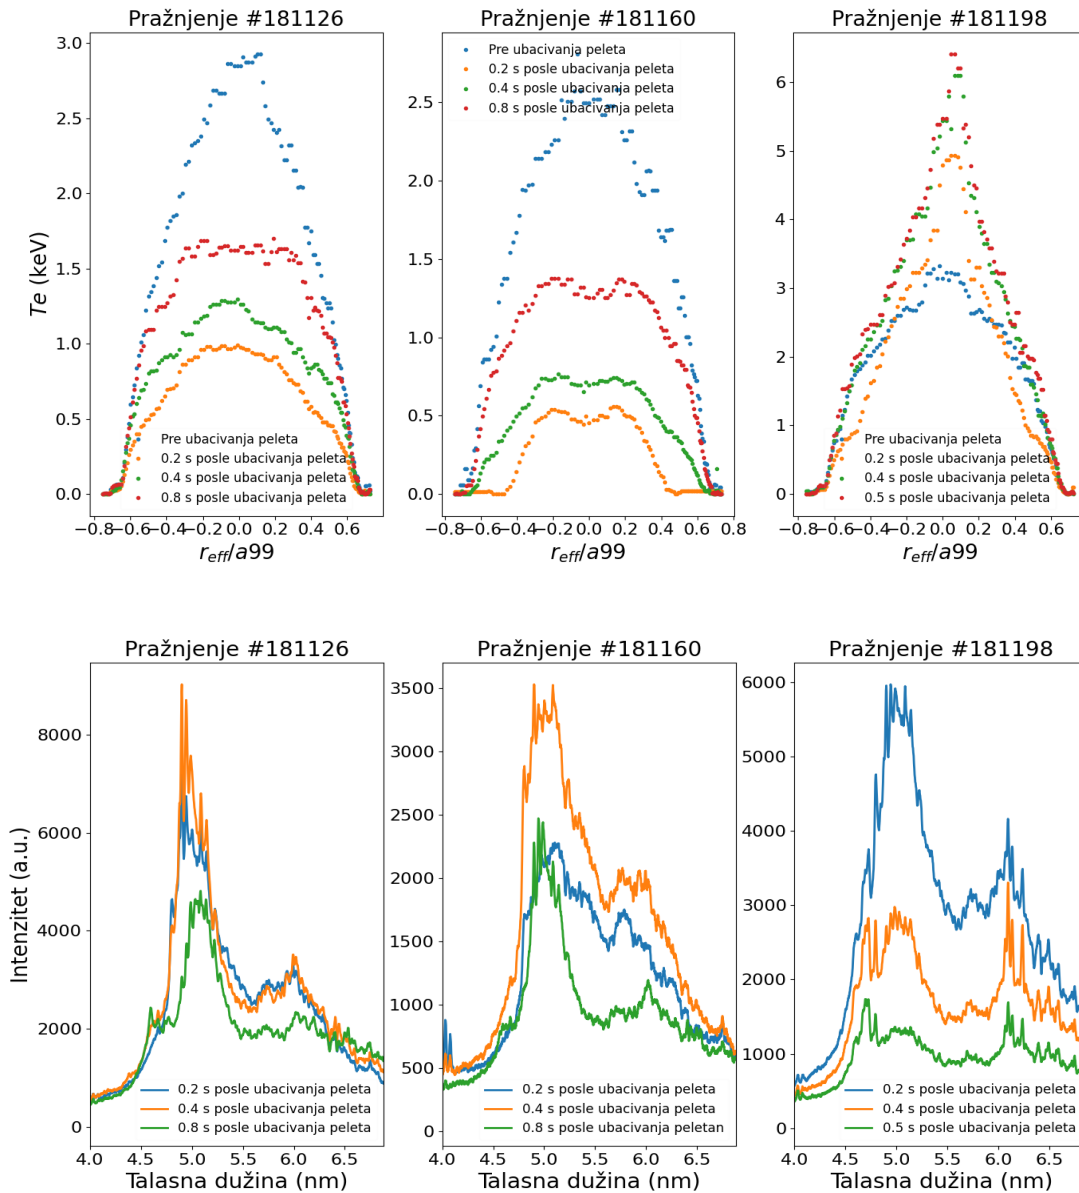 Pražnjenje #181126
Pražnjenje #181160
Pražnjenje #181198
3.0
2.5
2.0
1.5
1.0
0.5
0.0
Te (keV)
−0.8 −0.6 −0.4 −0.2 0.0 0.2 0.4 0.6
r_eff/a99
Pre ubacivanja peleta
0.2 s posle ubacivanja peleta
0.4 s posle ubacivanja peleta
0.8 s posle ubacivanja peleta
2.5
2.0
1.5
1.0
0.5
0.0
Pre ubacivanja peleta
0.2 s posle ubacivanja peleta
0.4 s posle ubacivanja peleta
0.8 s posle ubacivanja peleta
−0.8 −0.6 −0.4 −0.2 0.0 0.2 0.4 0.6 0.8
r_eff/a99
6
5
4
3
2
1
0
Pre ubacivanja peleta
0.2 s posle ubacivanja peleta
0.4 s posle ubacivanja peleta
0.5 s posle ubacivanja peleta
−0.8 −0.6 −0.4 −0.2 0.0 0.2 0.4 0.6
r_eff/a99
Pražnjenje #181126
Pražnjenje #181160
Pražnjenje #181198
8000
6000
4000
2000
0
Intenzitet (a.u.)
0.2 s posle ubacivanja peleta
0.4 s posle ubacivanja peleta
0.8 s posle ubacivanja peleta
4.0 4.5 5.0 5.5 6.0 6.5
Talasna dužina (nm)
3500
3000
2500
2000
1500
1000
500
0
0.2 s posle ubacivanja peleta
0.4 s posle ubacivanja peleta
0.8 s posle ubacivanja peletan
4.0 4.5 5.0 5.5 6.0 6.5
Talasna dužina (nm)
6000
5000
4000
3000
2000
1000
0
0.2 s posle ubacivanja peleta
0.4 s posle ubacivanja peleta
0.5 s posle ubacivanja peleta
4.0 4.5 5.0 5.5 6.0 6.5
Talasna dužina (nm)